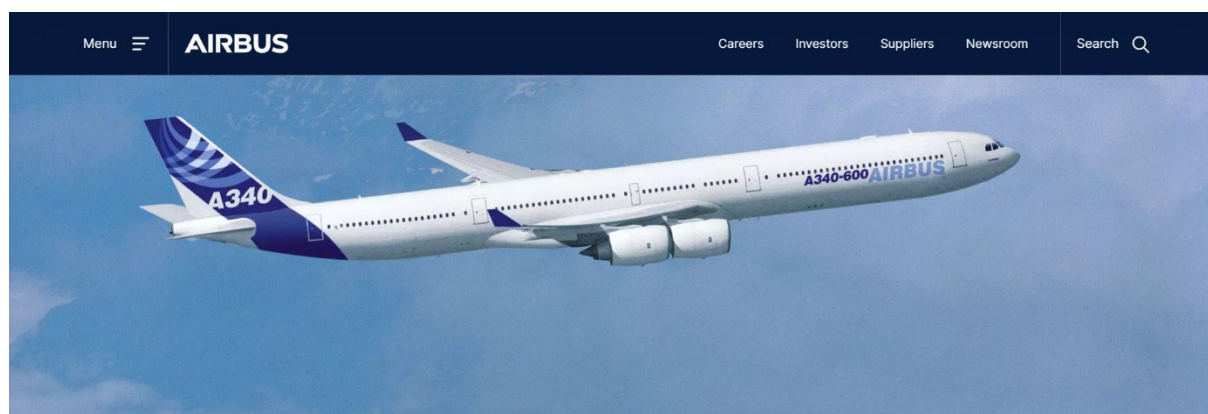 Menu AIRBUS Careers Investors Suppliers Newsroom Search
A340
A340-600 AIRBUS